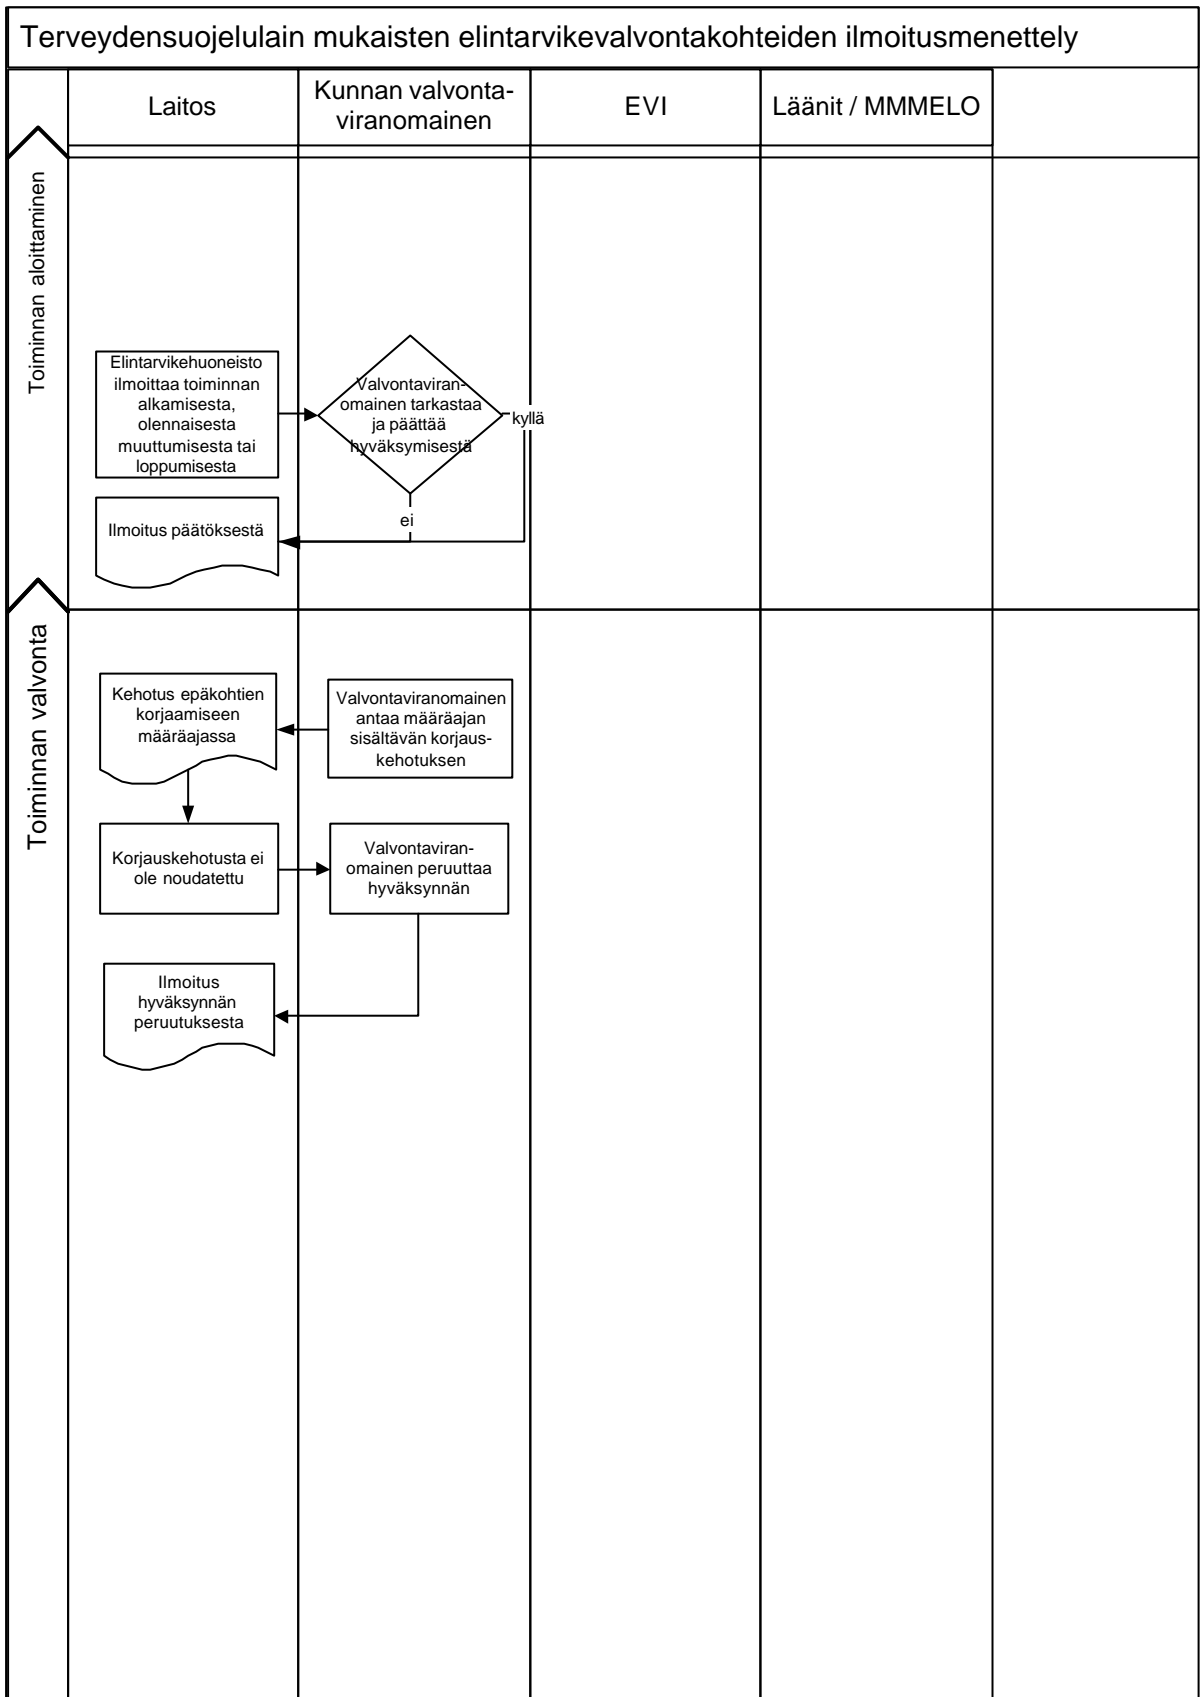 Terveydensuojelulain mukaisten elintarvikevalvontakohteiden ilmoitusmenettely
Laitos
Kunnan valvonta-
viranomainen
EVI
Läänit / MMMELO
Toiminnan aloittaminen
Elintarvikehuoneisto
ilmoittaa toiminnan
alkamisesta,
olennaisesta
muuttumisesta tai
loppumisesta
Valvontaviran-
omainen tarkastaa
ja päättää
hyväksymisestä
kyllä
ei
Ilmoitus päätöksestä
Toiminnan valvonta
Kehotus epäkohtien
korjaamiseen
määräajassa
Valvontaviranomainen
antaa määräajan
sisältävän korjaus-
kehotuksen
Korjauskehotusta ei
ole noudatettu
Valvontaviran-
omainen peruuttaa
hyväksynnän
Ilmoitus
hyväksynnän
peruutuksesta